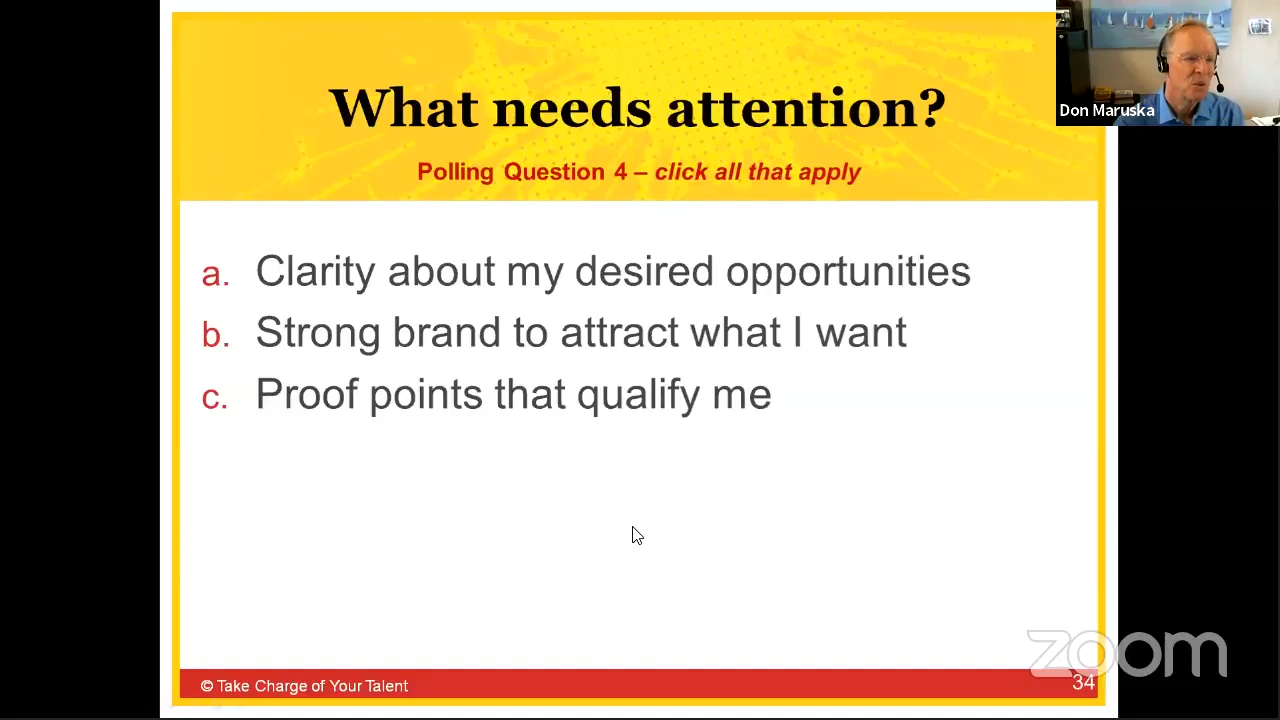 What needs attention?
Polling Question 4 – click all that apply
Don Maruska
a. Clarity about my desired opportunities
b. Strong brand to attract what I want
c. Proof points that qualify me
zoom
© Take Charge of Your Talent
34